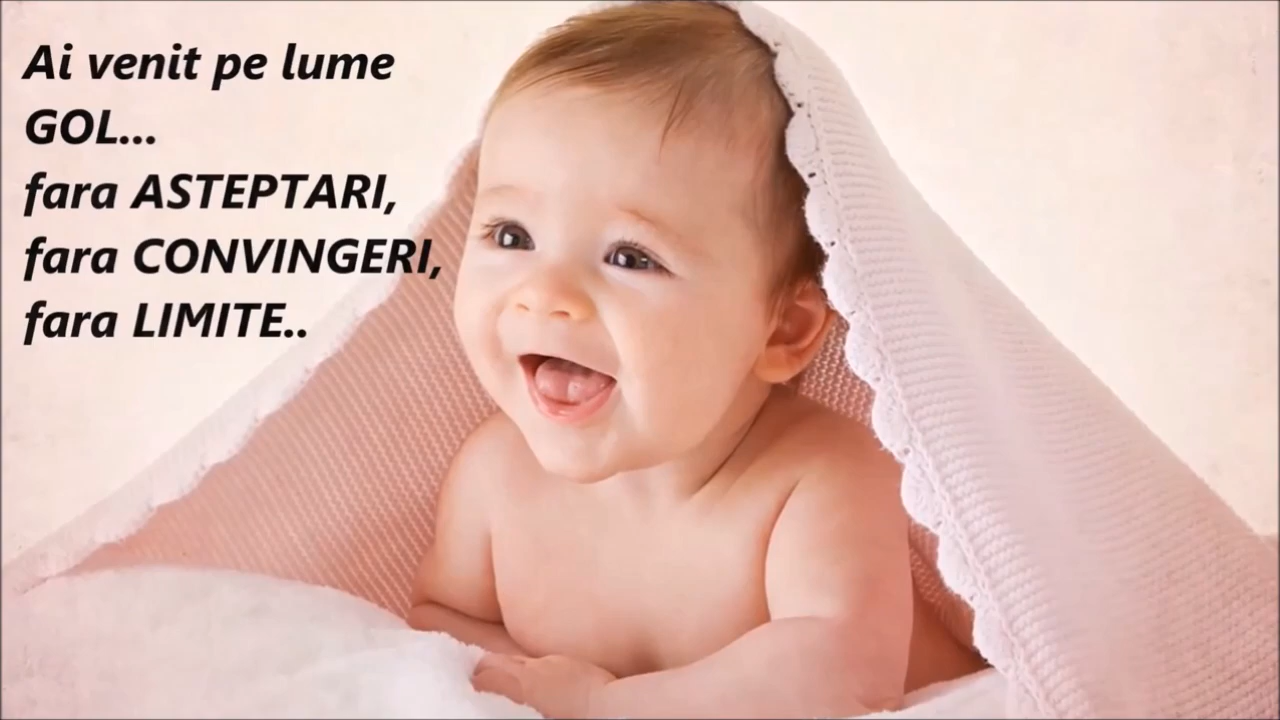 Ai venit pe lume
GOL...
fara ASTEPTARI,
fara CONVINGERI,
fara LIMITE..